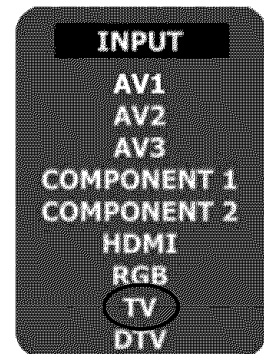 INPUT
AV1
AV2
AV3
COMPONENT 1
COMPONENT 2
HDMI
RGB
TV
DTV